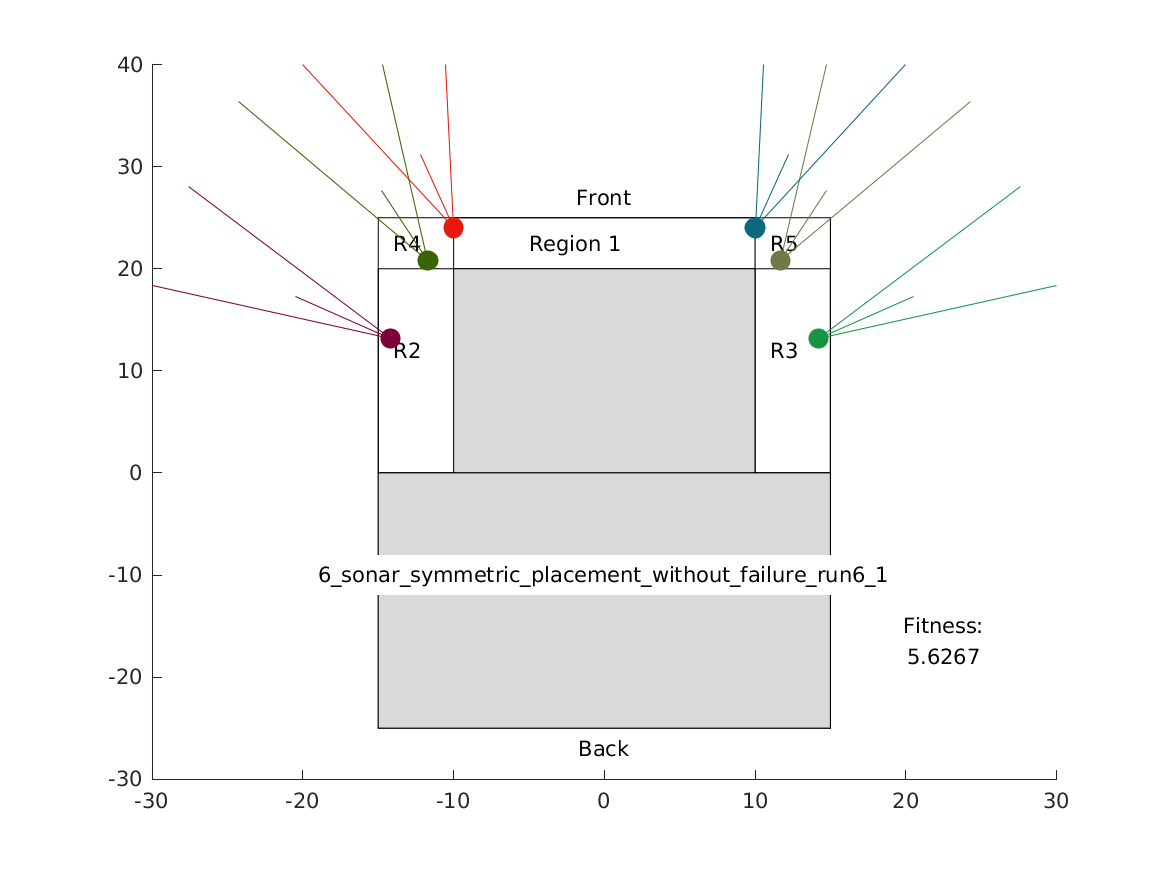 40
30
20
10
0
-10
-20
-30
Front
R4
Region 1
R5
R2
R3
6_sonar_symmetric_placement_without_failure_run6_1
Fitness:
5.6267
Back
-30
-20
-10
0
10
20
30